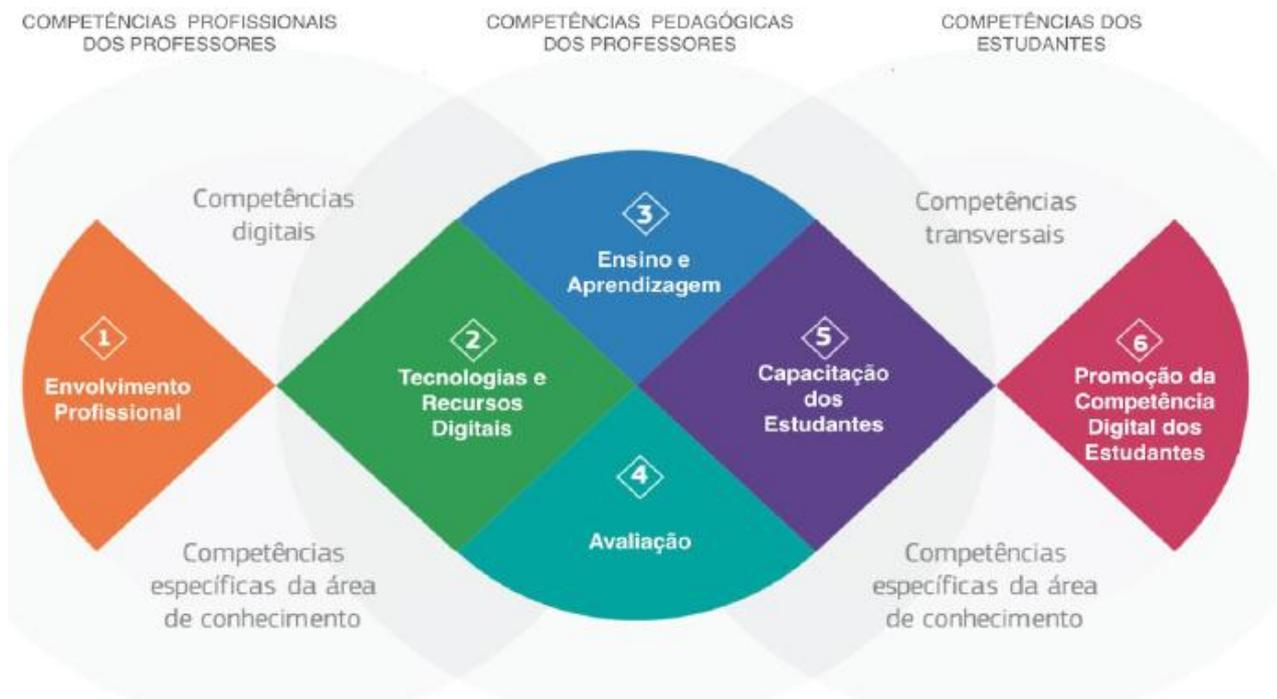 COMPETÊNCIAS PROFISSIONAIS
DOS PROFESSORES
COMPETÊNCIAS PEDAGÓGICAS
DOS PROFESSORES
COMPETÊNCIAS DOS
ESTUDANTES
Competências
digitais
Competências
transversais
3
Ensino e
Aprendizagem
1
Envolvimento
Profissional
2
Tecnologias e
Recursos
Digitais
5
Capacitação
dos
Estudantes
6
Promoção da
Competência
Digital dos
Estudantes
4
Avaliação
Competências
específicas da área
de conhecimento
Competências
específicas da área
de conhecimento